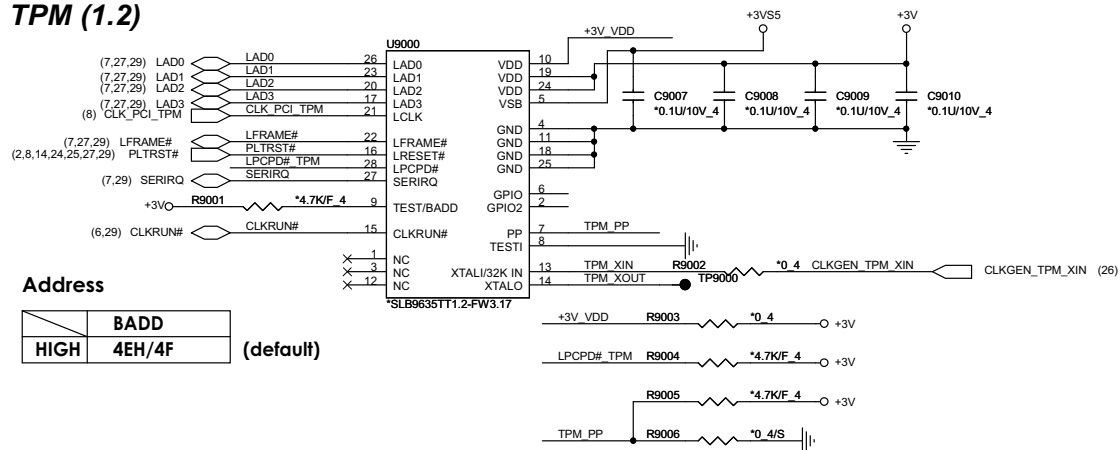 TPM (1.2)
+3VS5
+3V
+3V_VDD
U9000
(7,27,29) LAD0 LAD0 26 LAD0 VDD 10
(7,27,29) LAD1 LAD1 23 LAD1 VDD 19
(7,27,29) LAD2 LAD2 20 LAD2 VDD 24
(7,27,29) LAD3 LAD3 17 LAD3 VSB 5
(8) CLK_PCI_TPM CLK_PCI_TPM 21 LCLK
C9007 C9008 C9009 C9010
*0.1U/10V_4 *0.1U/10V_4 *0.1U/10V_4 *0.1U/10V_4
GND 4
(7,27,29) LFRAME# LFRAME# 22 LFRAME# GND 11
(2,8,14,24,25,27,29) PLTRST# PLTRST# 16 LRESET# GND 18
LPCPD#_TPM 28 LPCPD# GND 25
(7,29) SERIRQ SERIRQ 27 SERIRQ
GPIO 6
+3V R9001 *4.7K/F_4 9 TEST/BADD GPIO2 2
(6,29) CLKRUN# CLKRUN# 15 CLKRUN# PP 7 TPM_PP
TESTI 8
1 NC
3 NC XTALI/32K IN 13 TPM_XIN R9002 *0_4 CLKGEN_TPM_XIN CLKGEN_TPM_XIN (26)
12 NC XTALO 14 TPM_XOUT TP9000
*SLB9635TT1.2-FW3.17
Address
BADD
HIGH 4EH/4F (default)
+3V_VDD R9003 *0_4 +3V
LPCPD#_TPM R9004 *4.7K/F_4 +3V
R9005 *4.7K/F_4 +3V
TPM_PP R9006 *0_4/S